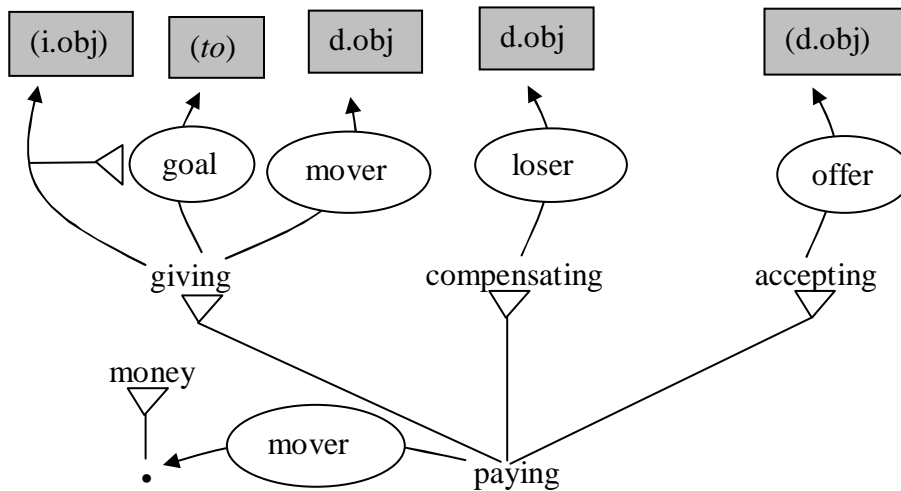 (i.obj) (to) d.obj d.obj (d.obj)
goal mover loser offer
giving compensating accepting
money
mover
paying